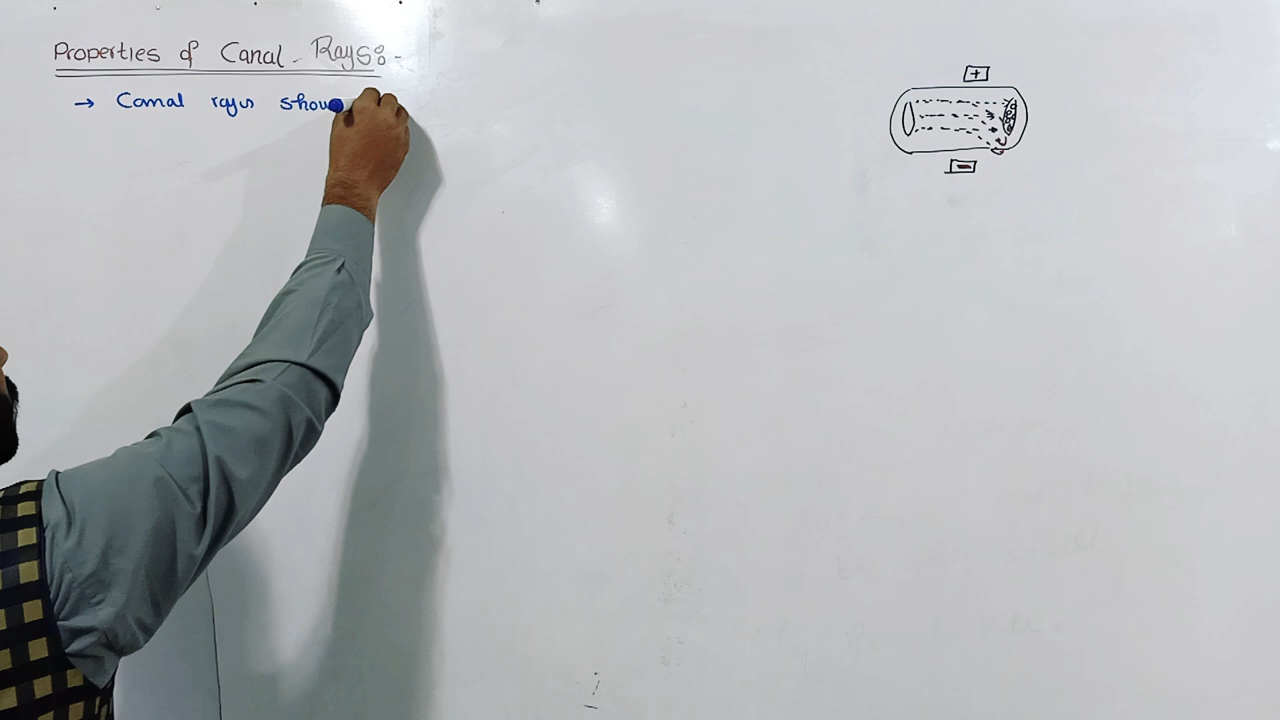 Properties of Canal - Rays:-
→ Canal rays show
+
-